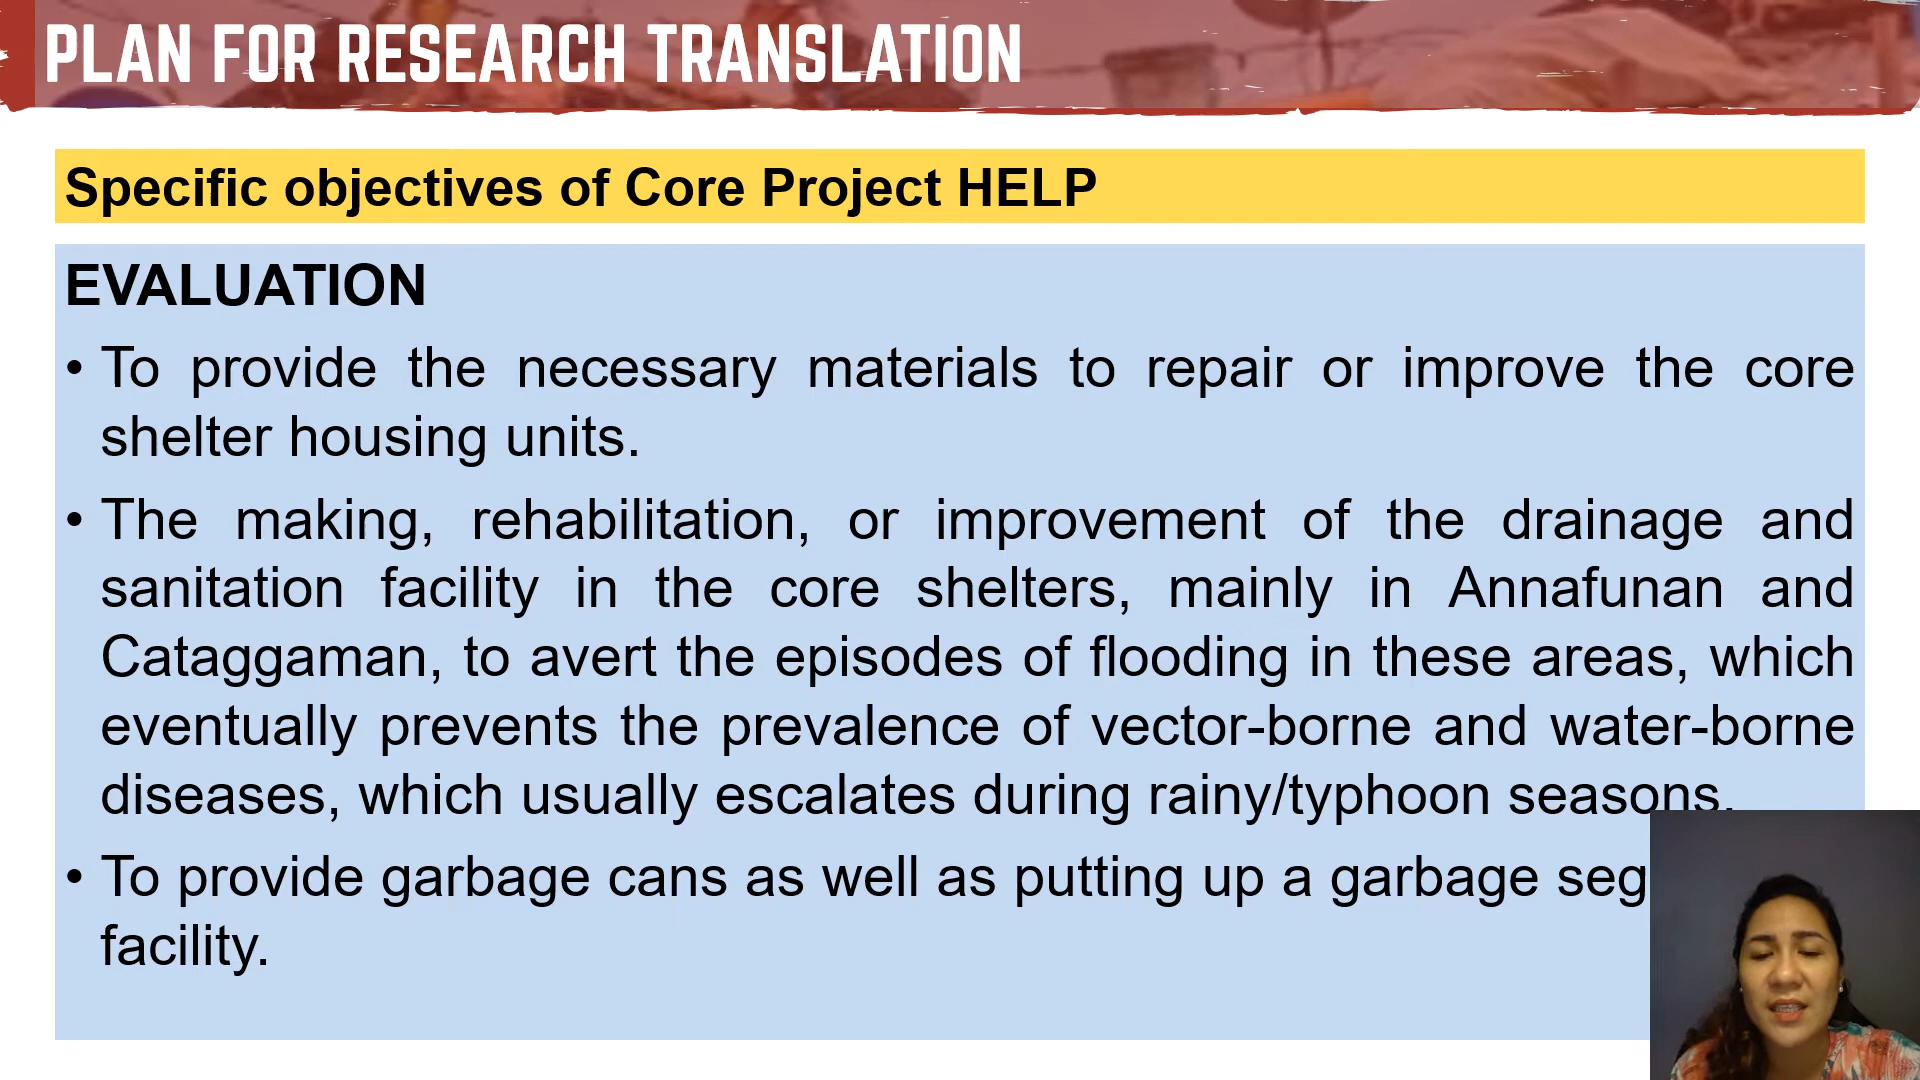 PLAN FOR RESEARCH TRANSLATION
Specific objectives of Core Project HELP
EVALUATION
• To provide the necessary materials to repair or improve the core
shelter housing units.
• The making, rehabilitation, or improvement of the drainage and
sanitation facility in the core shelters, mainly in Annafunan and
Cataggaman, to avert the episodes of flooding in these areas, which
eventually prevents the prevalence of vector-borne and water-borne
diseases, which usually escalates during rainy/typhoon seasons.
• To provide garbage cans as well as putting up a garbage
facility.